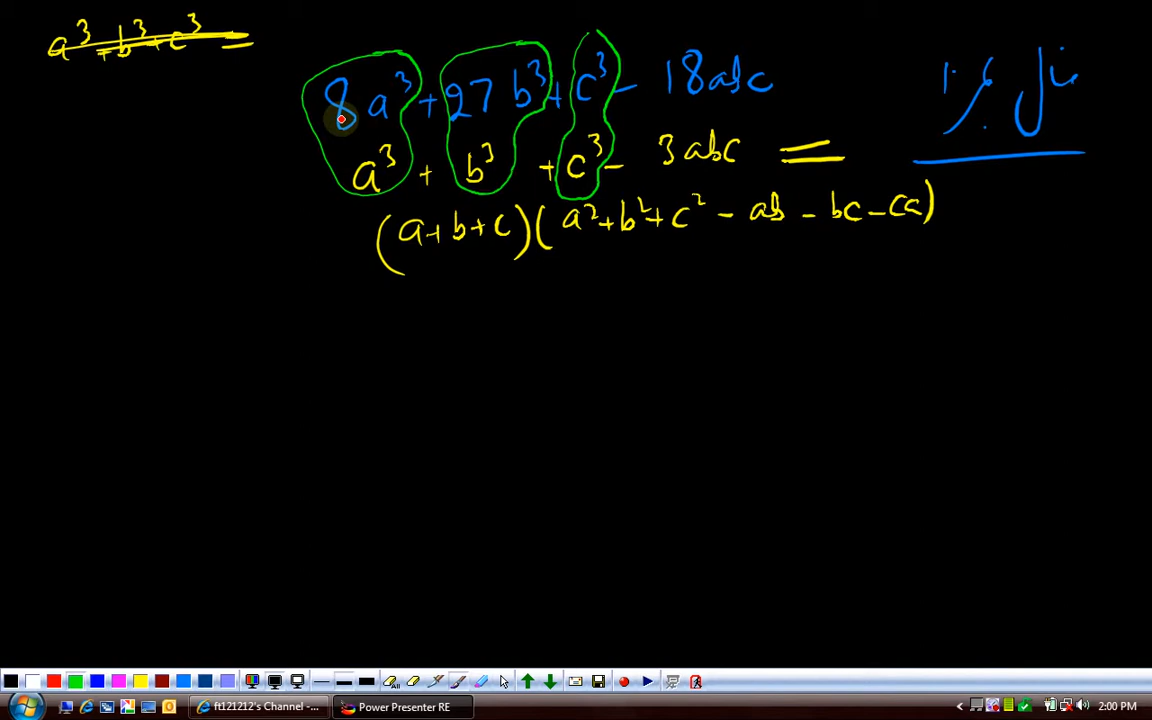 a³ + b³ + c³ =
8a³ + 27b³ + c³ - 18abc
a³ + b³ + c³ - 3abc =
(a+b+c)(a²+b²+c² - ab - bc - ca)
All
ft121212's Channel -...
Power Presenter RE
2:00 PM